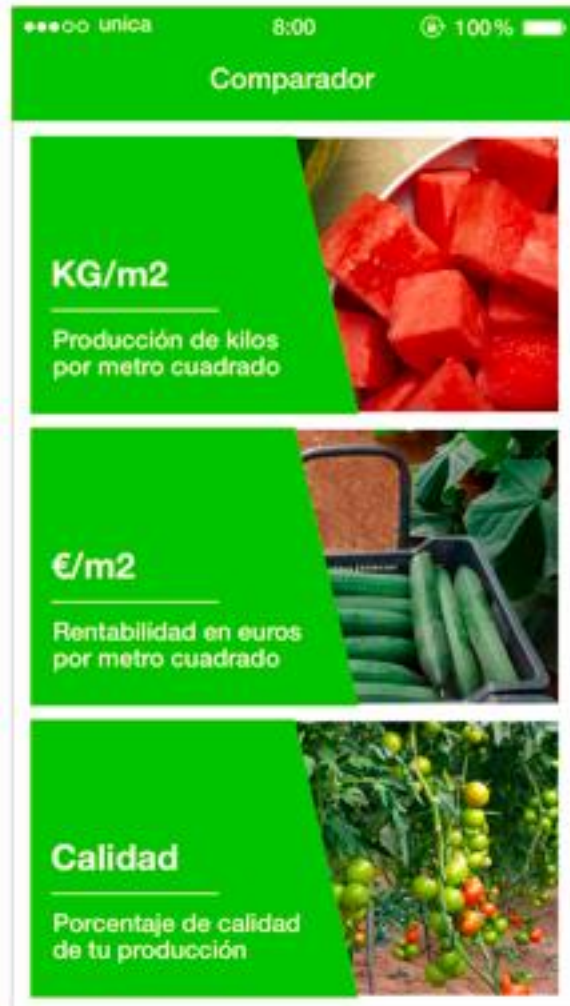 unica 8:00 100%
Comparador
KG/m2
Producción de kilos
por metro cuadrado
€/m2
Rentabilidad en euros
por metro cuadrado
Calidad
Porcentaje de calidad
de tu producción